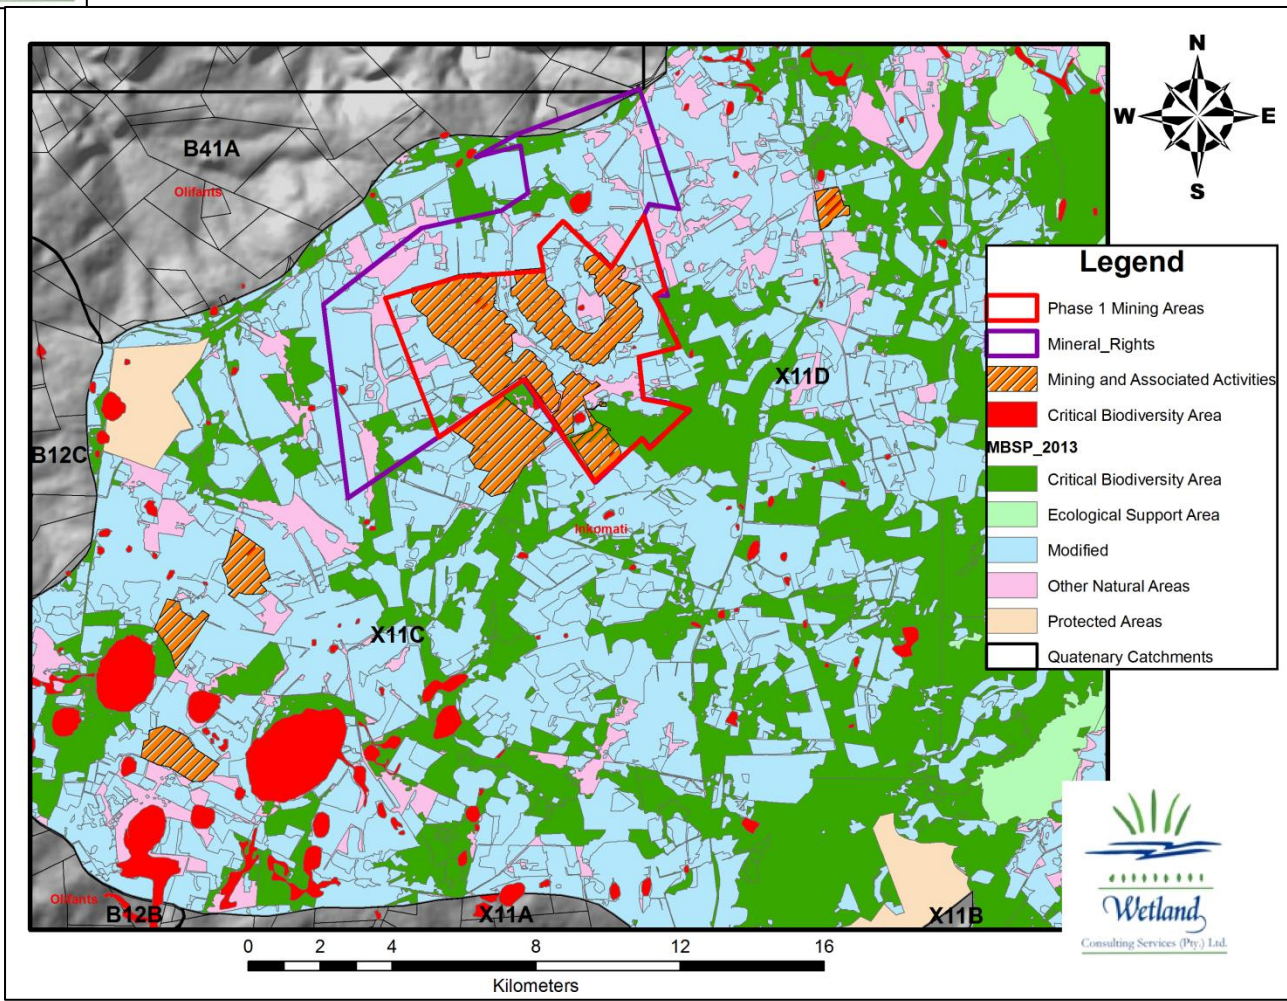 N
W E
S
B41A
Olifants
Legend
Phase 1 Mining Areas
Mineral_Rights
Mining and Associated Activities
Critical Biodiversity Area
MBSP_2013
Critical Biodiversity Area
Ecological Support Area
Modified
Other Natural Areas
Protected Areas
Quatenary Catchments
X11D
B12C
Inkomati
X11C
Olifants
B12B
X11A
X11B
Wetland
Consulting Services (Pty.) Ltd.
0 2 4 8 12 16
Kilometers